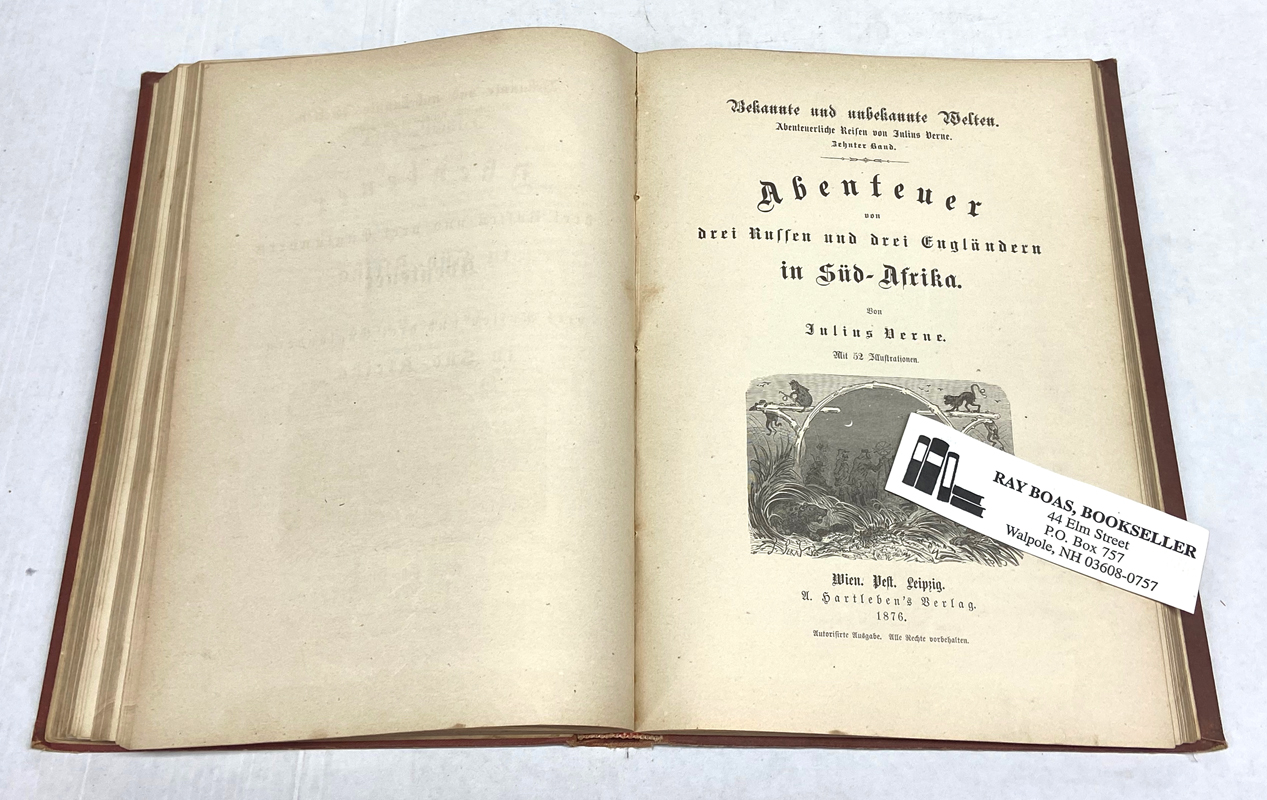 Bekannte und unbekannte Welten.
Abenteuerliche Reisen von Julius Verne.
Zehnter Band.
Abenteuer
von
drei Russen und drei Engländern
in Süd-Afrika.
Von
Julius Verne.
Mit 52 Illustrationen.
RAY BOAS, BOOKSELLER
44 Elm Street
P.O. Box 757
Walpole, NH 03608-0757
Wien. Pest. Leipzig.
A. Hartleben's Verlag.
1876.
Autorisirte Ausgabe. Alle Rechte vorbehalten.